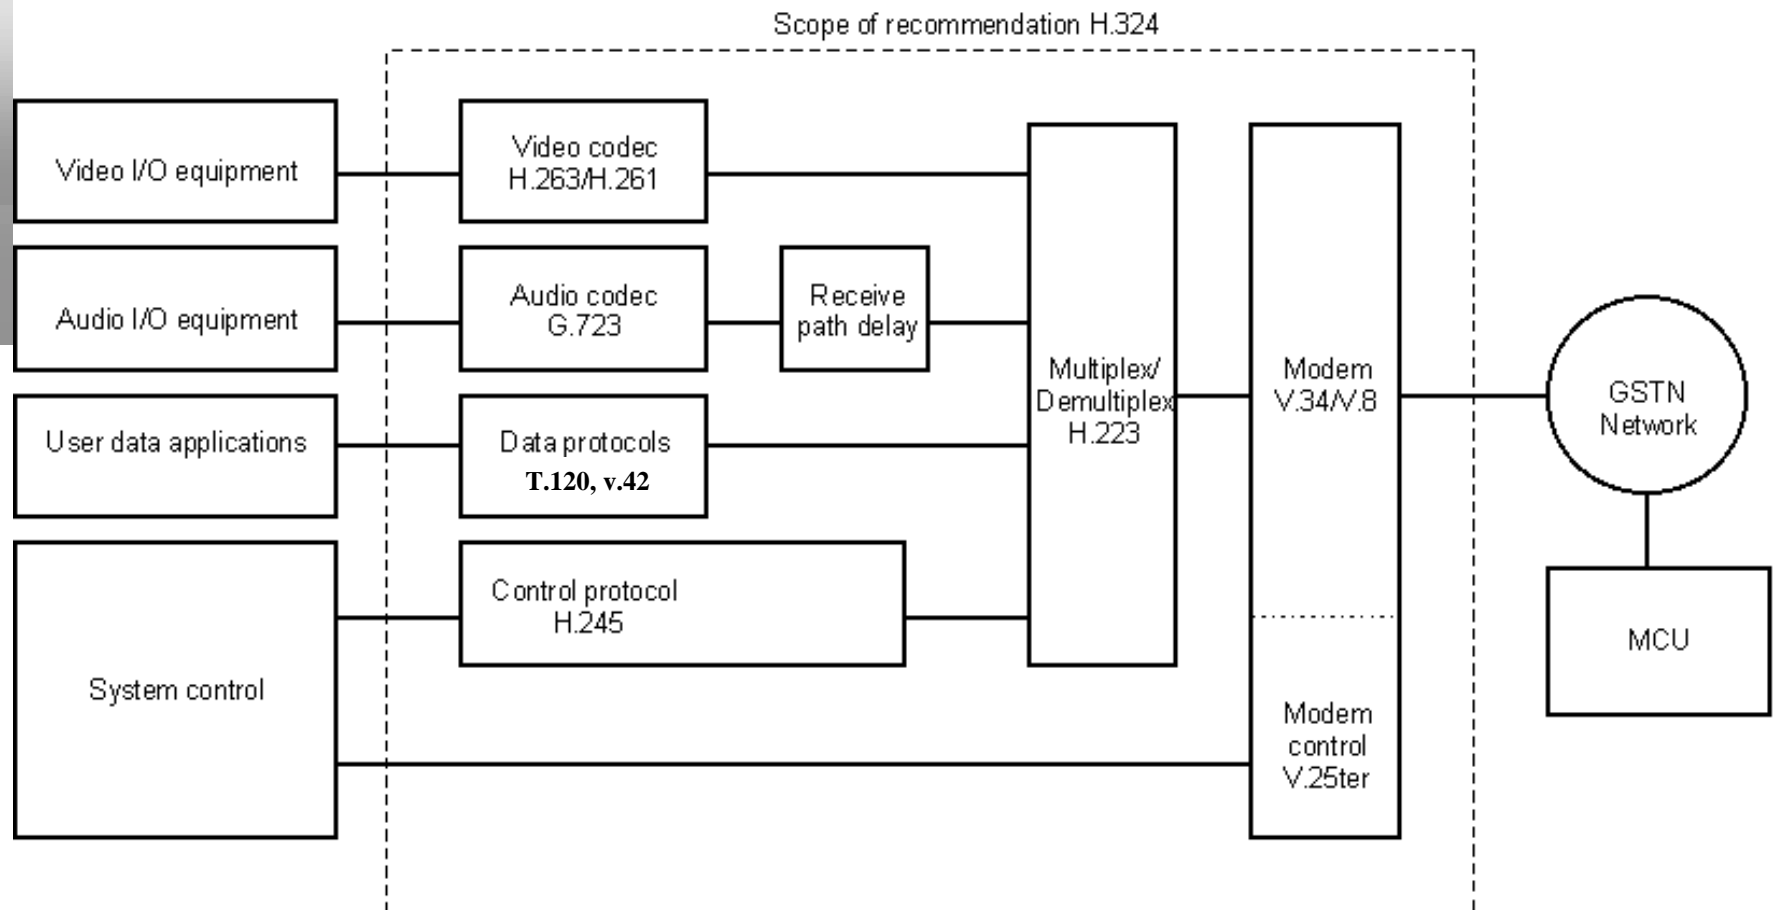 Scope of recommendation H.324
Video I/O equipment
Video codec
H.263/H.261
Audio I/O equipment
Audio codec
G.723
Receive
path delay
User data applications
Data protocols
T.120, v.42
Control protocol
H.245
System control
Multiplex/
Demultiplex
H.223
Modem
V.34/V.8
Modem
control
V.25ter
GSTN
Network
MCU